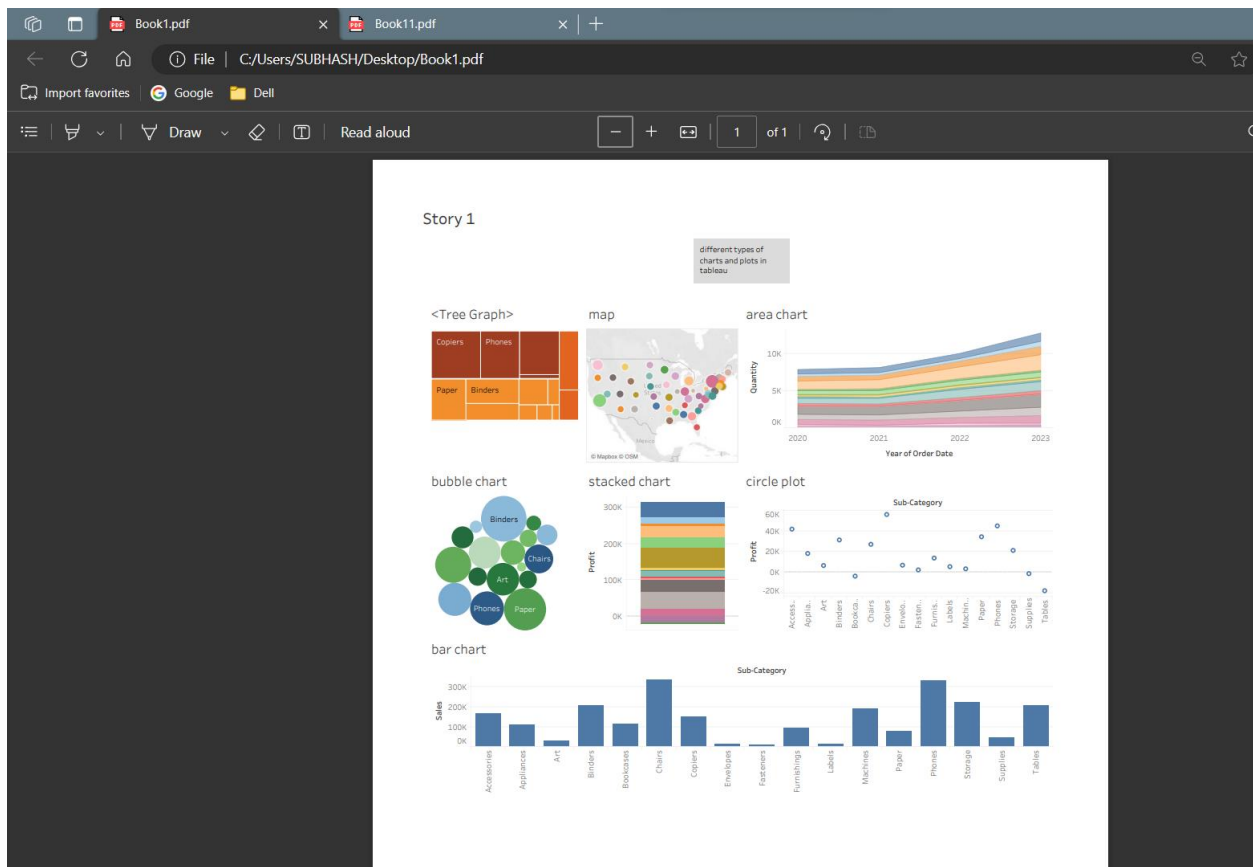 Book1.pdf
Book11.pdf
File | C:/Users/SUBHASH/Desktop/Book1.pdf
Import favorites
Google
Dell
Draw
Read aloud
1 of 1
Story 1
different types of
charts and plots in
tableau
<Tree Graph>
Copiers
Phones
Paper
Binders
map
Mexico
© Mapbox © OSM
area chart
Quantity
10K
5K
0K
2020 2021 2022 2023
Year of Order Date
bubble chart
Binders
Chairs
Art
Phones
Paper
stacked chart
Profit
300K
200K
100K
0K
circle plot
Sub-Category
Profit
60K
40K
20K
0K
-20K
Access..
Applia..
Art
Binders
Bookca..
Chairs
Copiers
Envelo..
Fasten..
Furnis..
Labels
Machin..
Paper
Phones
Storage
Supplies
Tables
bar chart
Sub-Category
Sales
300K
200K
100K
0K
Accessories
Appliances
Art
Binders
Bookcases
Chairs
Copiers
Envelopes
Fasteners
Furnishings
Labels
Machines
Paper
Phones
Storage
Supplies
Tables